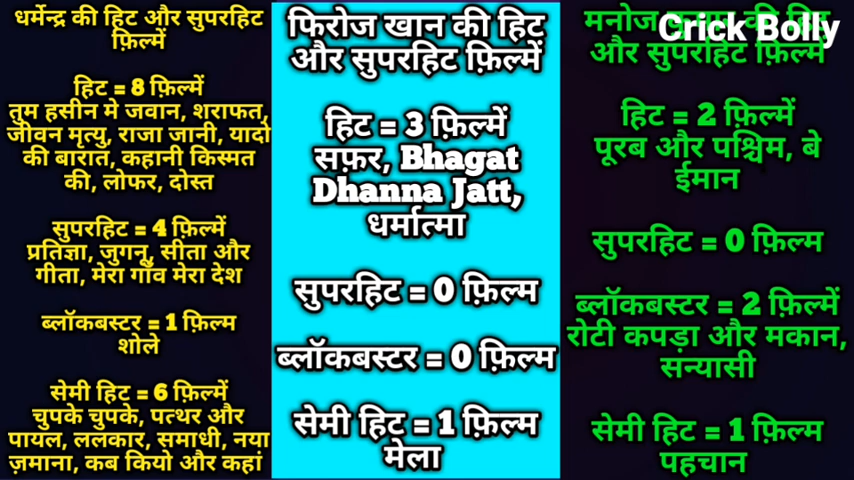 धर्मेन्द्र की हिट और सुपरहिट
फ़िल्में
हिट = 8 फ़िल्में
तुम हसीन मे जवान, शराफत,
जीवन मृत्यु, राजा जानी, यादो
की बारात, कहानी किस्मत
की, लोफर, दोस्त
सुपरहिट = 4 फ़िल्में
प्रतिज्ञा, जुगनू, सीता और
गीता, मेरा गाँव मेरा देश
ब्लॉकबस्टर = 1 फ़िल्म
शोले
सेमी हिट = 6 फ़िल्में
चुपके चुपके, पत्थर और
पायल, ललकार, समाधी, नया
ज़माना, कब कियो और कहां
फिरोज खान की हिट
और सुपरहिट फ़िल्में
हिट = 3 फ़िल्में
सफ़र, Bhagat
Dhanna Jatt,
धर्मात्मा
सुपरहिट = 0 फ़िल्म
ब्लॉकबस्टर = 0 फ़िल्म
सेमी हिट = 1 फ़िल्म
मेला
Crick Bolly
मनोज कुमार की हिट
और सुपरहिट फ़िल्में
हिट = 2 फ़िल्में
पूरब और पश्चिम, बे
ईमान
सुपरहिट = 0 फ़िल्म
ब्लॉकबस्टर = 2 फ़िल्में
रोटी कपड़ा और मकान,
सन्यासी
सेमी हिट = 1 फ़िल्म
पहचान